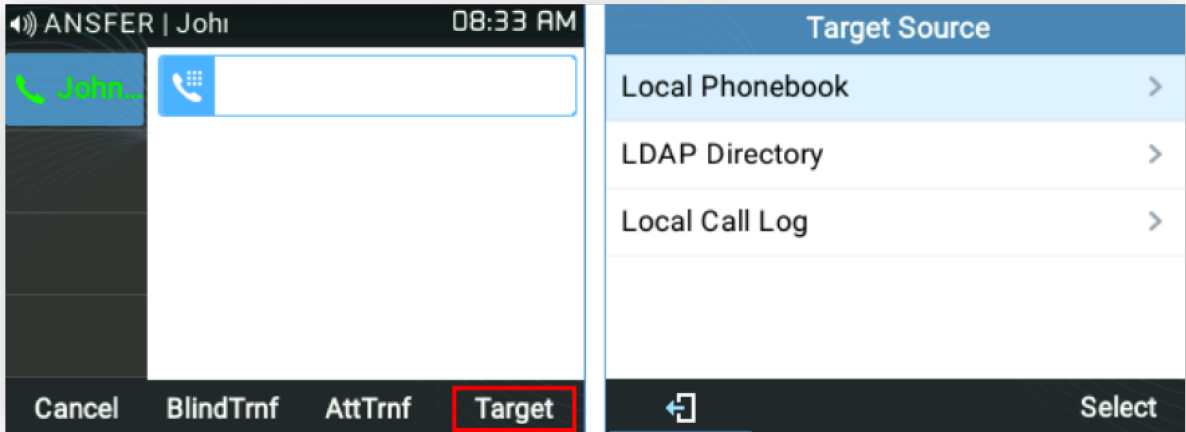 ANSFER | Johı
08:33 AM
John...
Cancel
BlindTrnf
AttTrnf
Target
Target Source
Local Phonebook
LDAP Directory
Local Call Log
Select